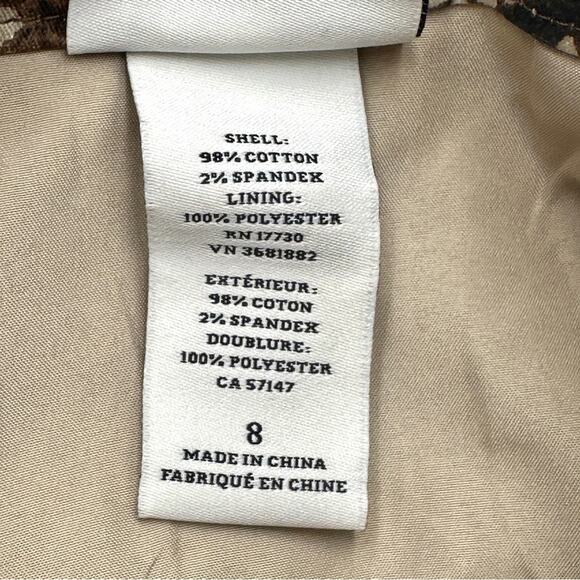 SHELL:
98% COTTON
2% SPANDEX
LINING:
100% POLYESTER
RN 17730
VN 3681882
EXTÉRIEUR:
98% COTON
2% SPANDEX
DOUBLURE:
100% POLYESTER
CA 57147
8
MADE IN CHINA
FABRIQUÉ EN CHINE